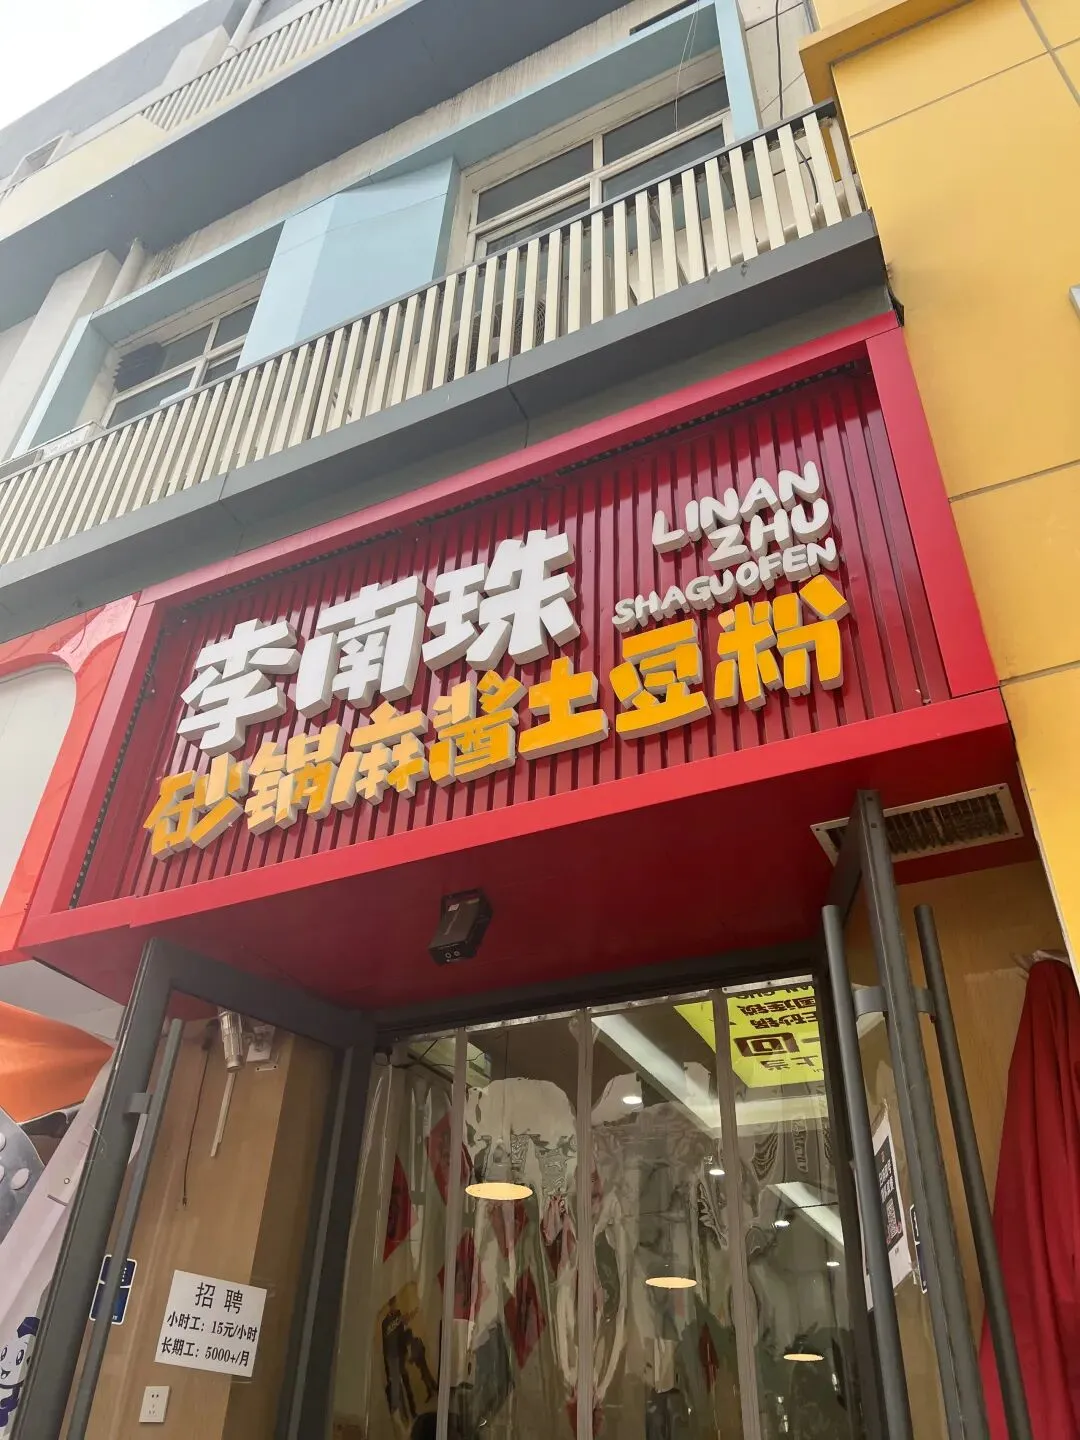 李南珠
LINAN
ZHU
SHAGUOFEN
砂锅麻酱土豆粉
招聘
小时工：15元/小时
长期工：5000+/月